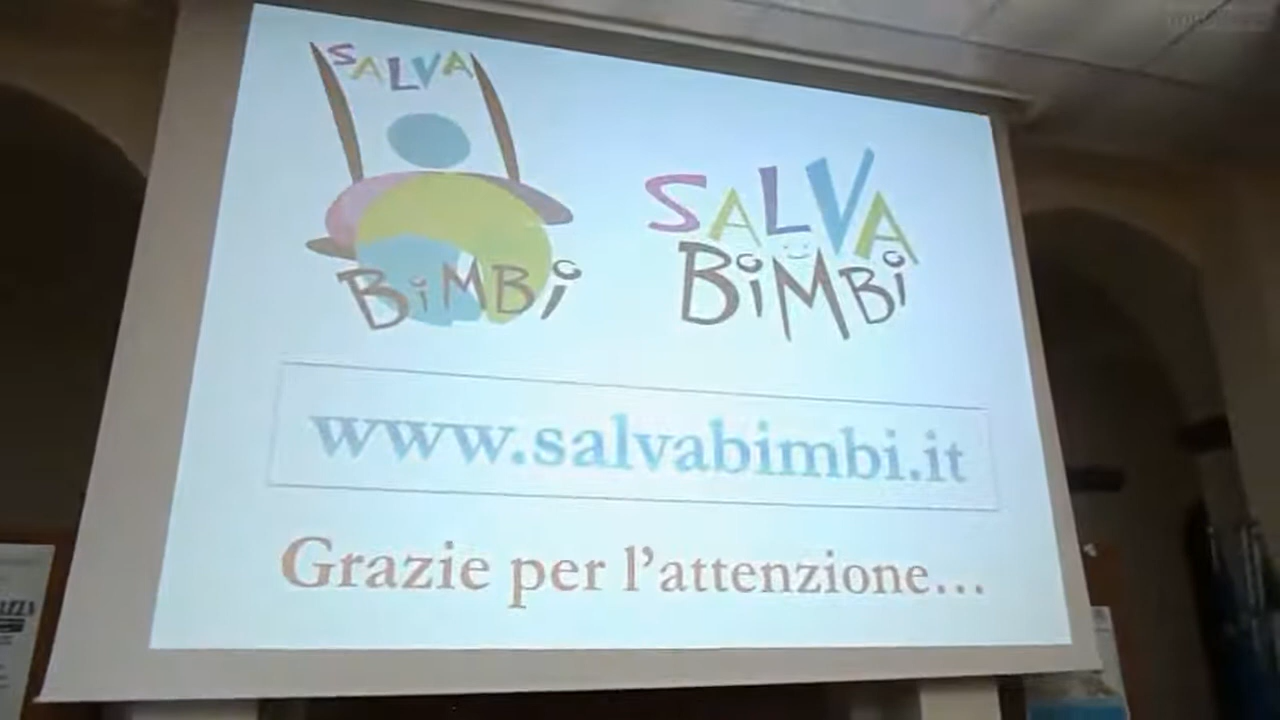 SALVA
BiMBi
SALVA
BiMBi
www.salvabimbi.it
Grazie per l'attenzione...